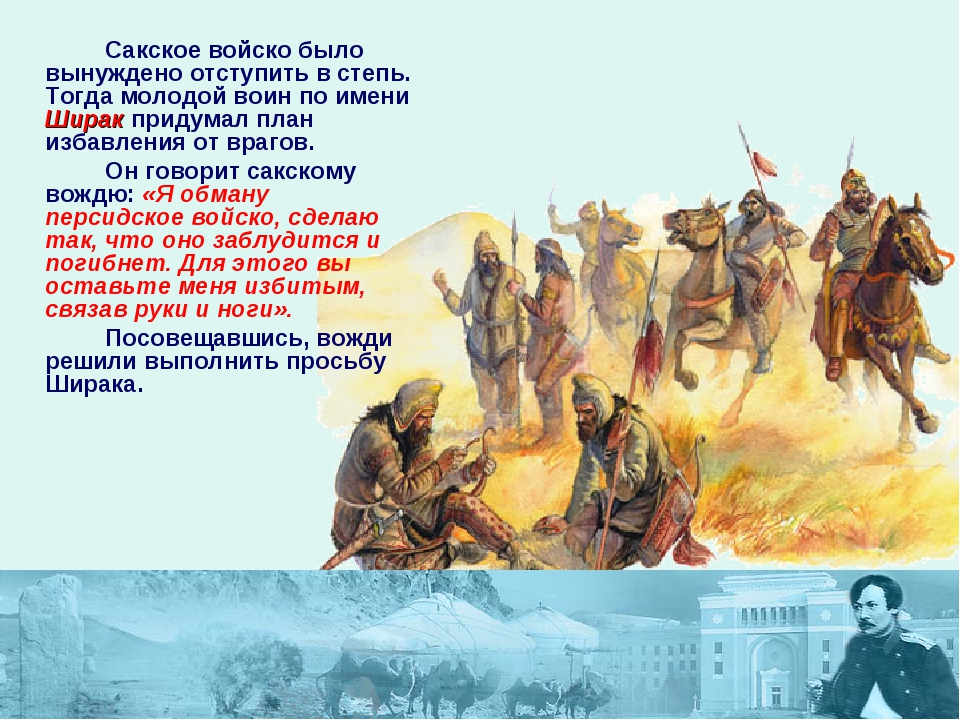 Сакское войско было
вынуждено отступить в степь.
Тогда молодой воин по имени
Ширак придумал план
избавления от врагов.
Он говорит сакскому
вождю: «Я обману
персидское войско, сделаю
так, что оно заблудится и
погибнет. Для этого вы
оставьте меня избитым,
связав руки и ноги».
Посовещавшись, вожди
решили выполнить просьбу
Ширака.